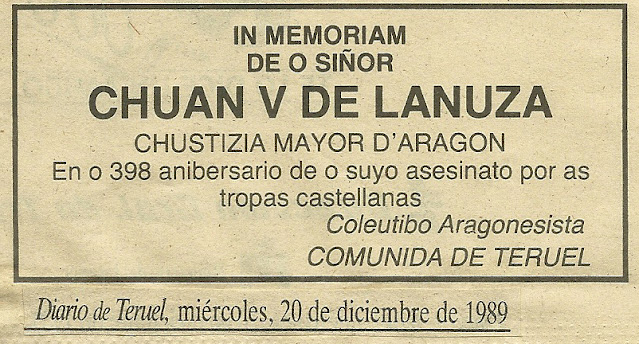 IN MEMORIAM
DE O SIÑOR
CHUAN V DE LANUZA
CHUSTIZIA MAYOR D'ARAGON
En o 398 anibersario de o suyo asesinato por as
tropas castellanas
Coleutibo Aragonesista
COMUNIDA DE TERUEL
Diario de Teruel, miércoles, 20 de diciembre de 1989